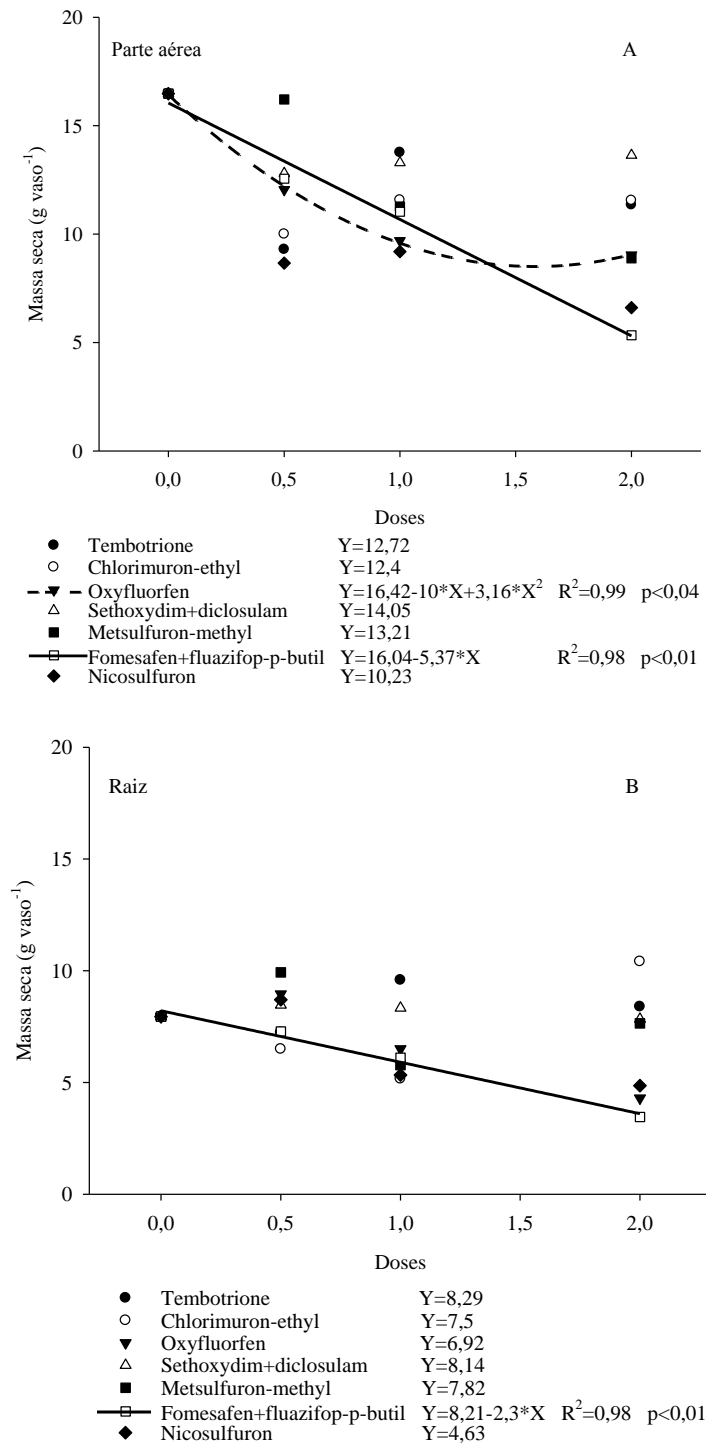 20
Parte aérea A
15
10
5
0
Massa seca (g vaso⁻¹)
0,0 0,5 1,0 1,5 2,0
Doses
Tembotrione Y=12,72
Chlorimuron-ethyl Y=12,4
Oxyfluorfen Y=16,42-10*X+3,16*X² R²=0,99 p<0,04
Sethoxydim+diclosulam Y=14,05
Metsulfuron-methyl Y=13,21
Fomesafen+fluazifop-p-butil Y=16,04-5,37*X R²=0,98 p<0,01
Nicosulfuron Y=10,23
20
Raiz B
15
10
5
0
Massa seca (g vaso⁻¹)
0,0 0,5 1,0 1,5 2,0
Doses
Tembotrione Y=8,29
Chlorimuron-ethyl Y=7,5
Oxyfluorfen Y=6,92
Sethoxydim+diclosulam Y=8,14
Metsulfuron-methyl Y=7,82
Fomesafen+fluazifop-p-butil Y=8,21-2,3*X R²=0,98 p<0,01
Nicosulfuron Y=4,63